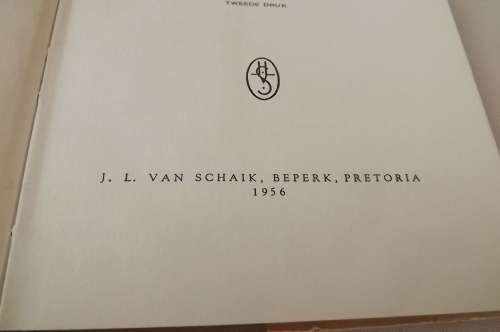 TWEEDE DRUK
J. L. VAN SCHAIK, BEPERK, PRETORIA
1956